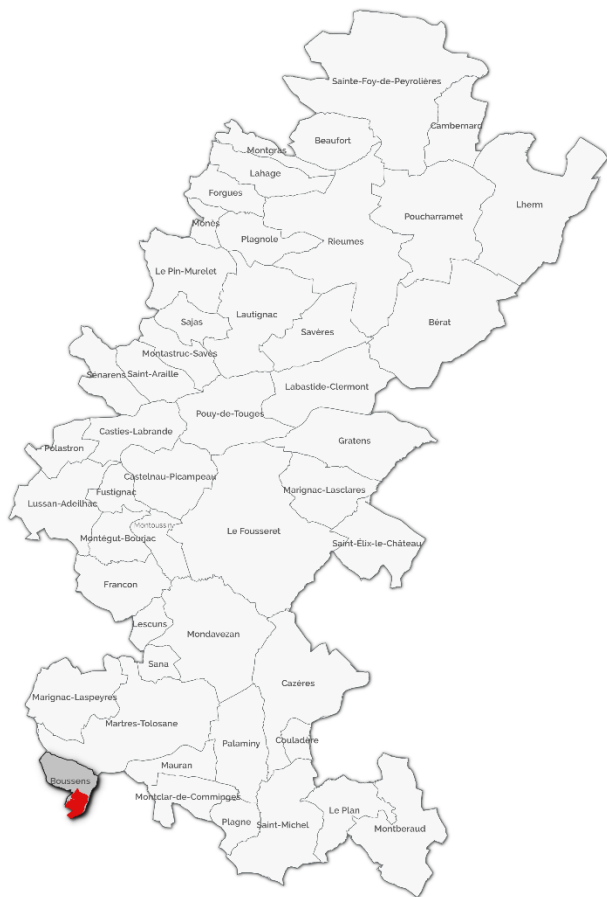 Sainte-Foy-de-Peyrolières
Cambernard
Beaufort
Montgras
Lahage
Forgues
Lherm
Poucharramet
Monès
Plagnole
Rieumes
Le Pin-Murelet
Lautignac
Sajas
Bérat
Savères
Montastruc-Savès
Sénarens
Saint-Araille
Labastide-Clermont
Pouy-de-Touges
Casties-Labrande
Gratens
Polastron
Castelnau-Picampeau
Fustignac
Marignac-Lasclares
Lussan-Adeilhac
Montoussin
Le Fousseret
Montégut-Bourjac
Saint-Élix-le-Château
Francon
Lescuns
Mondavezan
Sana
Cazères
Marignac-Laspeyres
Martres-Tolosane
Palaminy
Couladère
Mauran
Boussens
Montclar-de-Comminges
Le Plan
Plagne
Saint-Michel
Montberaud